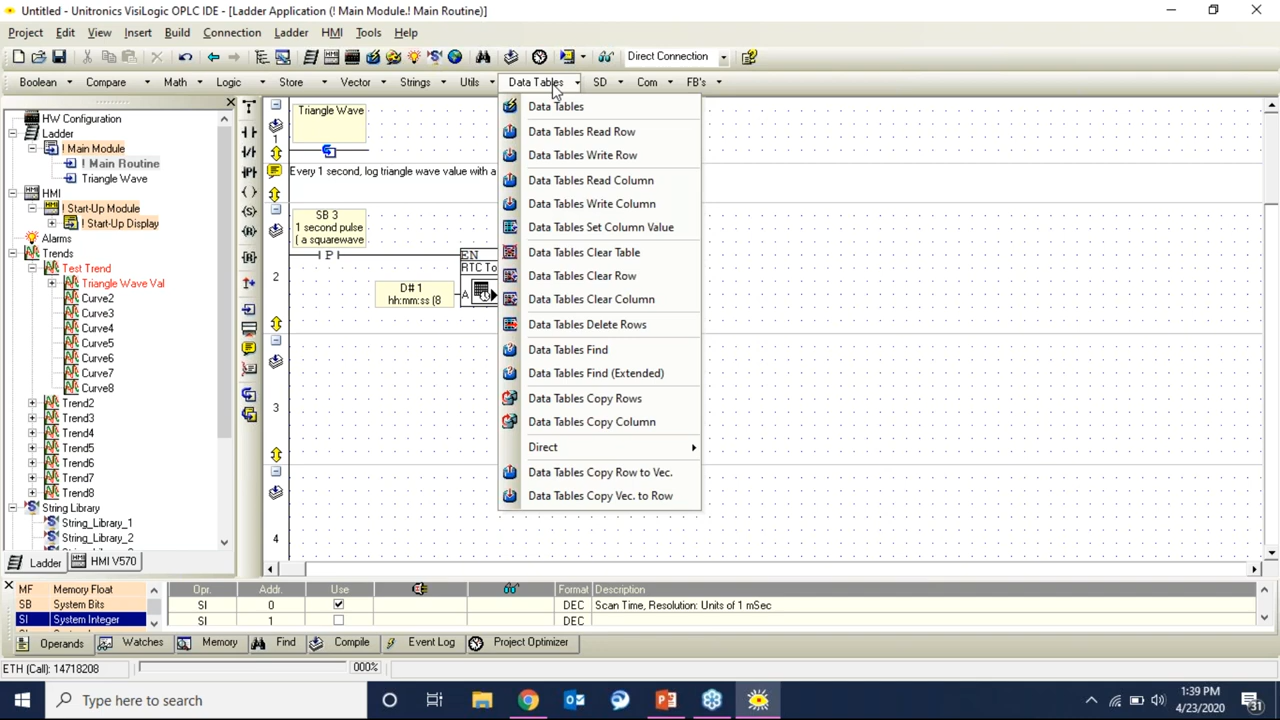 Untitled - Unitronics VisiLogic OPLC IDE - [Ladder Application (! Main Module.! Main Routine)]
Project Edit View Insert Build Connection Ladder HMI Tools Help
Direct Connection
Boolean Compare Math Logic Store Vector Strings Utils Data Tables SD Com FB's
HW Configuration
Ladder
! Main Module
! Main Routine
Triangle Wave
HMI
! Start-Up Module
! Start-Up Display
Alarms
Trends
Test Trend
Triangle Wave Val
Curve2
Curve3
Curve4
Curve5
Curve6
Curve7
Curve8
Trend2
Trend3
Trend4
Trend5
Trend6
Trend7
Trend8
String Library
String_Library_1
String_Library_2
Ladder HMI V570
Triangle Wave
1
Every 1 second, log triangle wave value with a
SB 3
1 second pulse
( a squarewave
P
EN
RTC To
2
D# 1
hh:mm:ss (8
A
3
4
Data Tables
Data Tables Read Row
Data Tables Write Row
Data Tables Read Column
Data Tables Write Column
Data Tables Set Column Value
Data Tables Clear Table
Data Tables Clear Row
Data Tables Clear Column
Data Tables Delete Rows
Data Tables Find
Data Tables Find (Extended)
Data Tables Copy Rows
Data Tables Copy Column
Direct
Data Tables Copy Row to Vec.
Data Tables Copy Vec. to Row
MF Memory Float
SB System Bits
SI System Integer
Opr. Addr. Use Format Description
SI 0 DEC Scan Time, Resolution: Units of 1 mSec
SI 1 DEC
Operands Watches Memory Find Compile Event Log Project Optimizer
ETH (Call): 14718208 000%
Type here to search
1:39 PM
4/23/2020
31